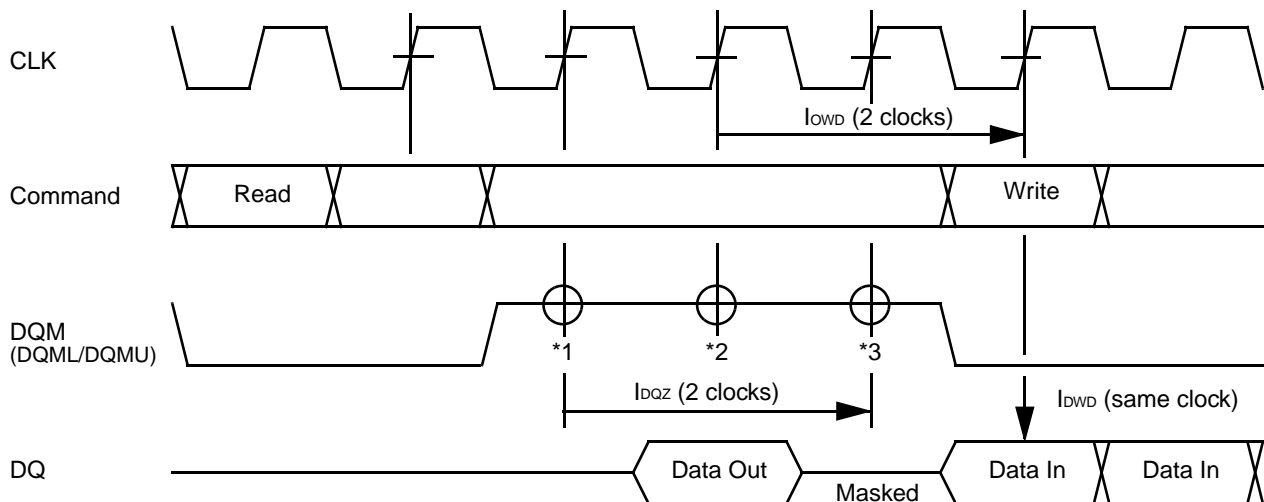 CLK
IOWD (2 clocks)
Command
Read
Write
DQM
(DQML/DQMU)
*1
*2
*3
IDQZ (2 clocks)
IDWD (same clock)
DQ
Data Out
Masked
Data In
Data In